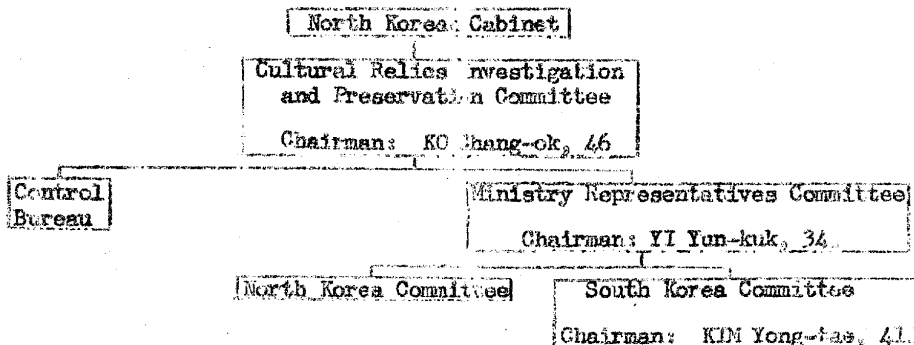 North Korean Cabinet
Cultural Relics Investigation
and Preservation Committee
Chairman: KO Chang-ok, 46
Control
Bureau
Ministry Representatives Committee
Chairman: YI Yun-kuk, 34
North Korea Committee
South Korea Committee
Chairman: KIM Yong-tae, 41